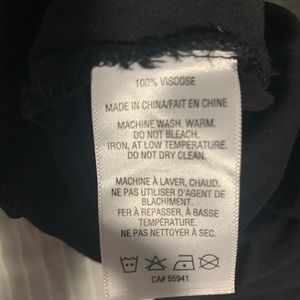 100% VISCOSE
MADE IN CHINA/FAIT EN CHINE
MACHINE WASH, WARM.
DO NOT BLEACH.
IRON, AT LOW TEMPERATURE.
DO NOT DRY CLEAN.
MACHINE À LAVER, CHAUD.
NE PAS UTILISER D'AGENT DE
BLACHIMENT.
FER À REPASSER, À BASSE
TEMPÉRATURE.
NE PAS NETTOYER À SEC.
CA# 55941